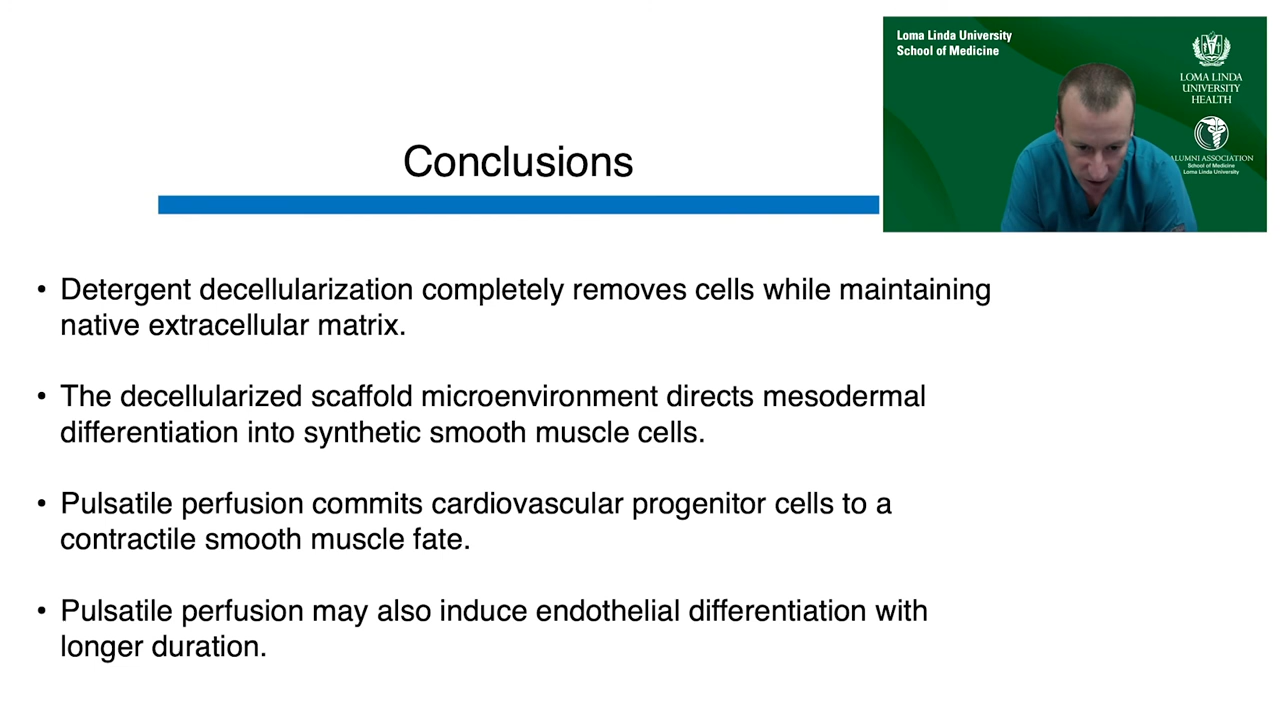 Loma Linda University
School of Medicine
LOMA LINDA
UNIVERSITY
HEALTH
ALUMNI ASSOCIATION
School of Medicine
Loma Linda University
Conclusions
• Detergent decellularization completely removes cells while maintaining
native extracellular matrix.
• The decellularized scaffold microenvironment directs mesodermal
differentiation into synthetic smooth muscle cells.
• Pulsatile perfusion commits cardiovascular progenitor cells to a
contractile smooth muscle fate.
• Pulsatile perfusion may also induce endothelial differentiation with
longer duration.